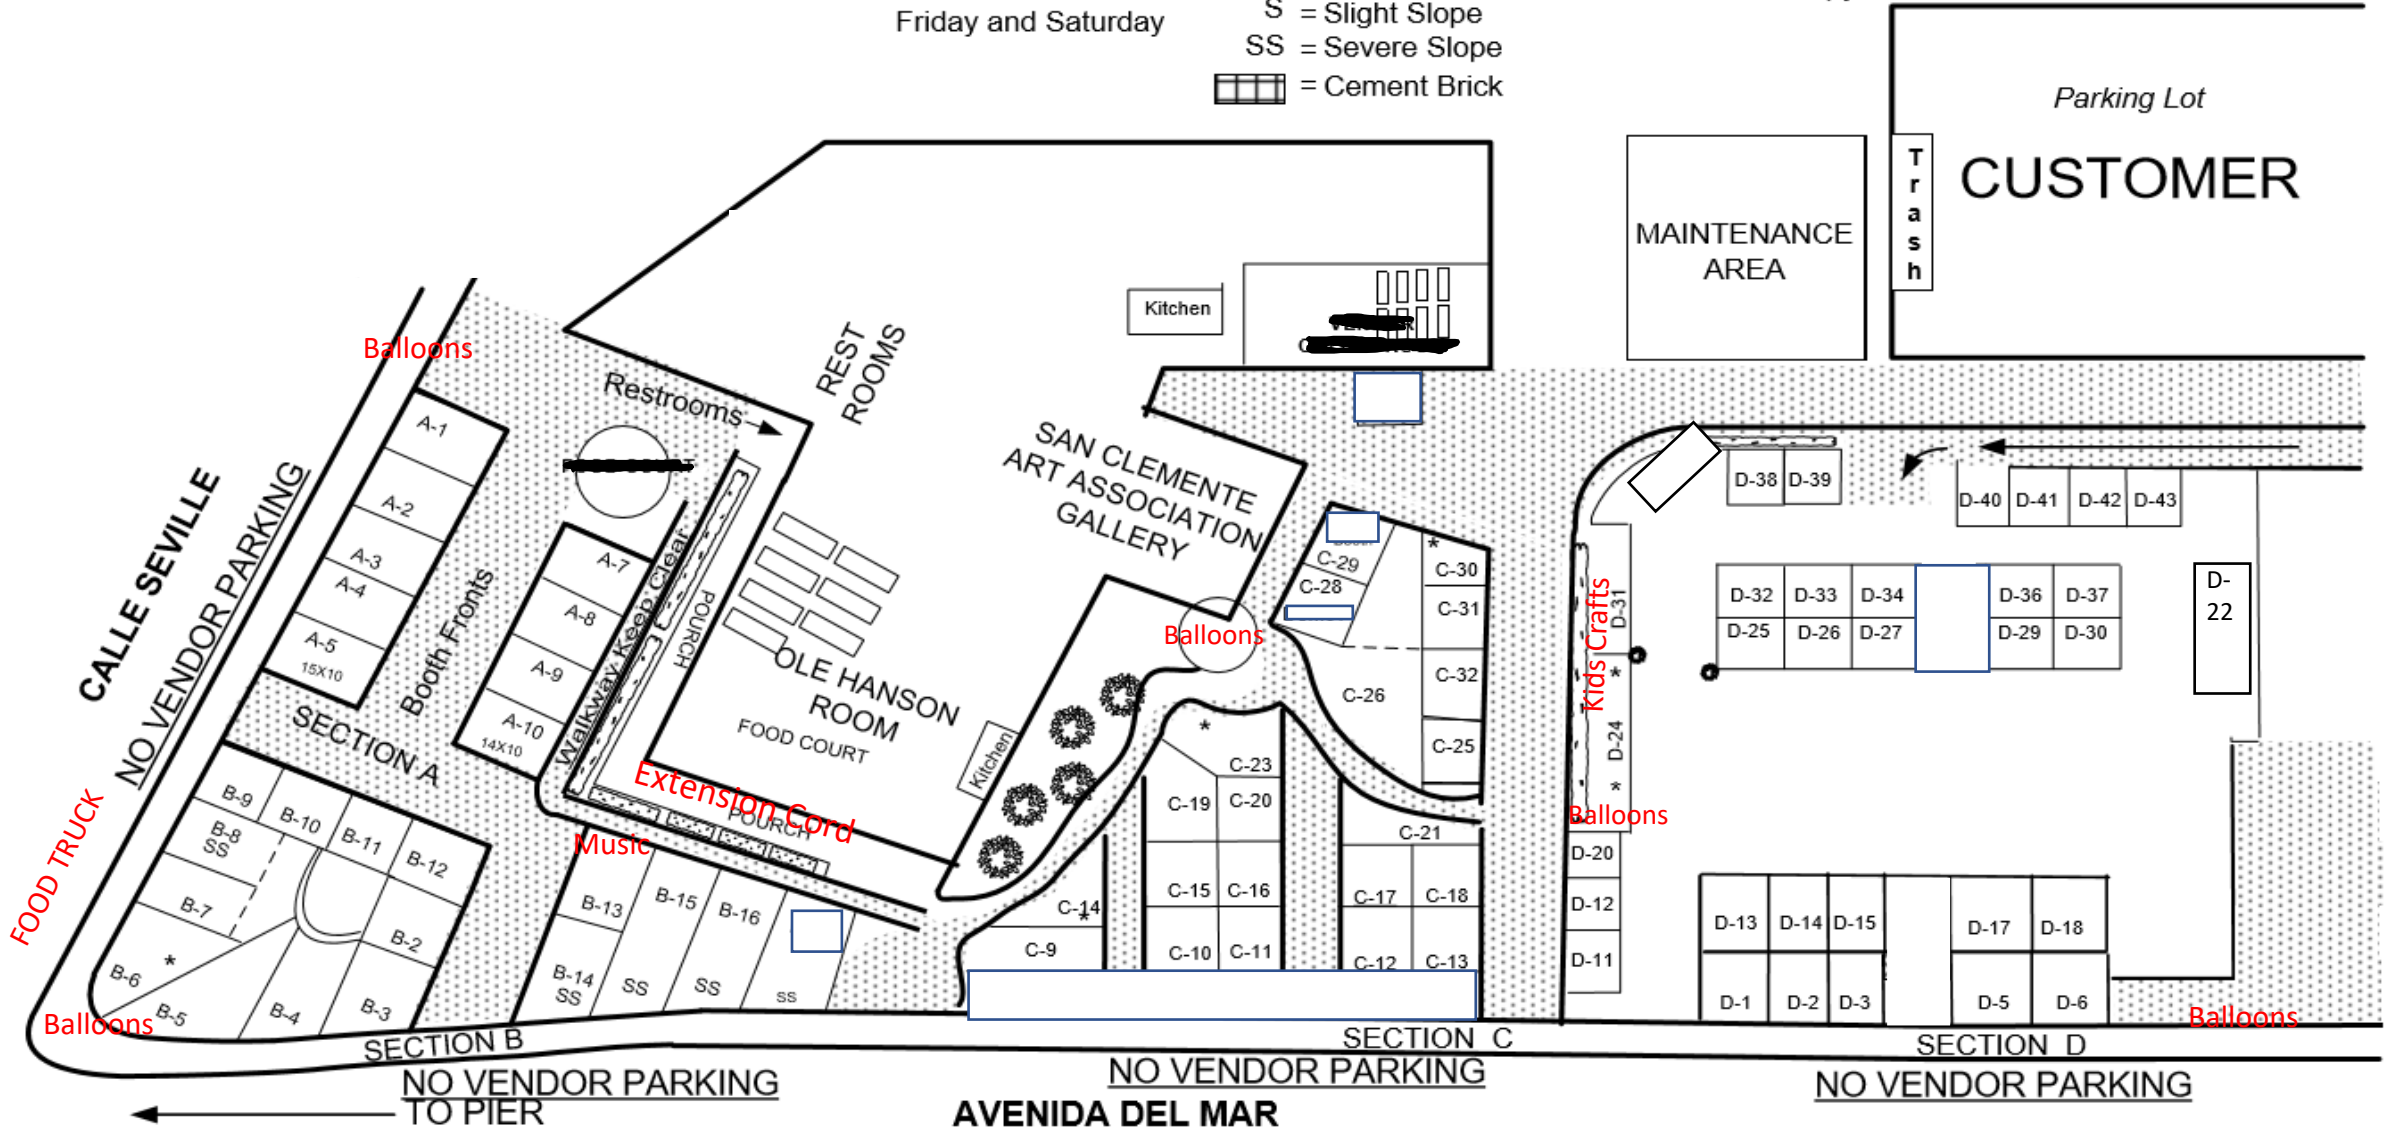 Friday and Saturday
S = Slight Slope
SS = Severe Slope
= Cement Brick
Parking Lot
CUSTOMER
Trash
MAINTENANCE
AREA
Kitchen
REST
ROOMS
Restrooms
Balloons
SAN CLEMENTE
ART ASSOCIATION
GALLERY
CALLE SEVILLE
NO VENDOR PARKING
FOOD TRUCK
A-1
A-2
A-3
A-4
A-5
15X10
Booth Fronts
A-7
A-8
A-9
A-10
14X10
Walkway Keep Clear
POURCH
OLE HANSON
ROOM
FOOD COURT
Kitchen
Extension Cord
POURCH
Music
SECTION A
B-9
B-10
B-11
B-12
B-8
SS
B-7
B-2
*
B-6
B-5
B-4
B-3
Balloons
B-13
B-15
B-16
B-14
SS
SS
SS
SS
SECTION B
Balloons
C-29
C-28
*
C-30
C-31
C-32
C-26
C-25
*
C-23
C-19
C-20
C-21
C-15
C-16
C-17
C-18
C-14
*
C-9
C-10
C-11
C-12
C-13
SECTION C
D-38
D-39
D-40
D-41
D-42
D-43
D-32
D-33
D-34
D-36
D-37
D-25
D-26
D-27
D-29
D-30
D-
22
Kids Crafts
D-31
*
D-24
*
Balloons
D-20
D-12
D-11
D-13
D-14
D-15
D-17
D-18
D-1
D-2
D-3
D-5
D-6
Balloons
SECTION D
NO VENDOR PARKING
NO VENDOR PARKING
NO VENDOR PARKING
TO PIER
AVENIDA DEL MAR